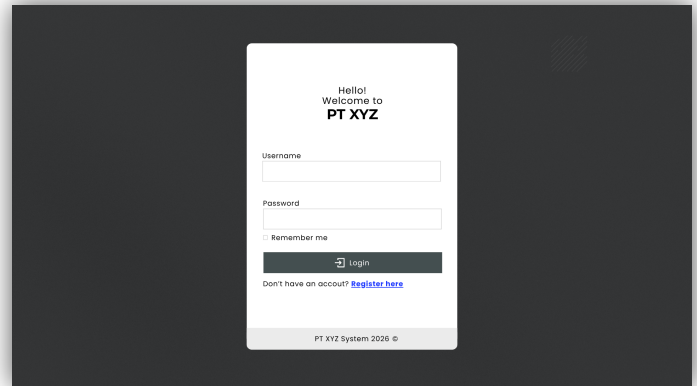 Hello!
Welcome to
PT XYZ
Username
Password
Remember me
Login
Don't have an accout? Register here
PT XYZ System 2026 ©